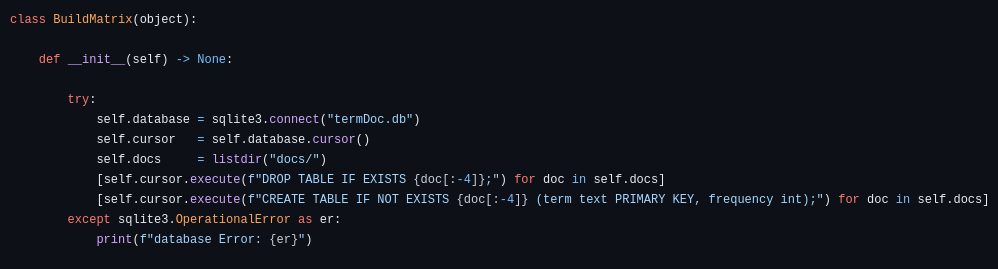 class BuildMatrix(object):
    def __init__(self) -> None:
        try:
            self.database = sqlite3.connect("termDoc.db")
            self.cursor   = self.database.cursor()
            self.docs     = listdir("docs/")
            [self.cursor.execute(f"DROP TABLE IF EXISTS {doc[:-4]};") for doc in self.docs]
            [self.cursor.execute(f"CREATE TABLE IF NOT EXISTS {doc[:-4]} (term text PRIMARY KEY, frequency int);") for doc in self.docs]
        except sqlite3.OperationalError as er:
            print(f"database Error: {er}")